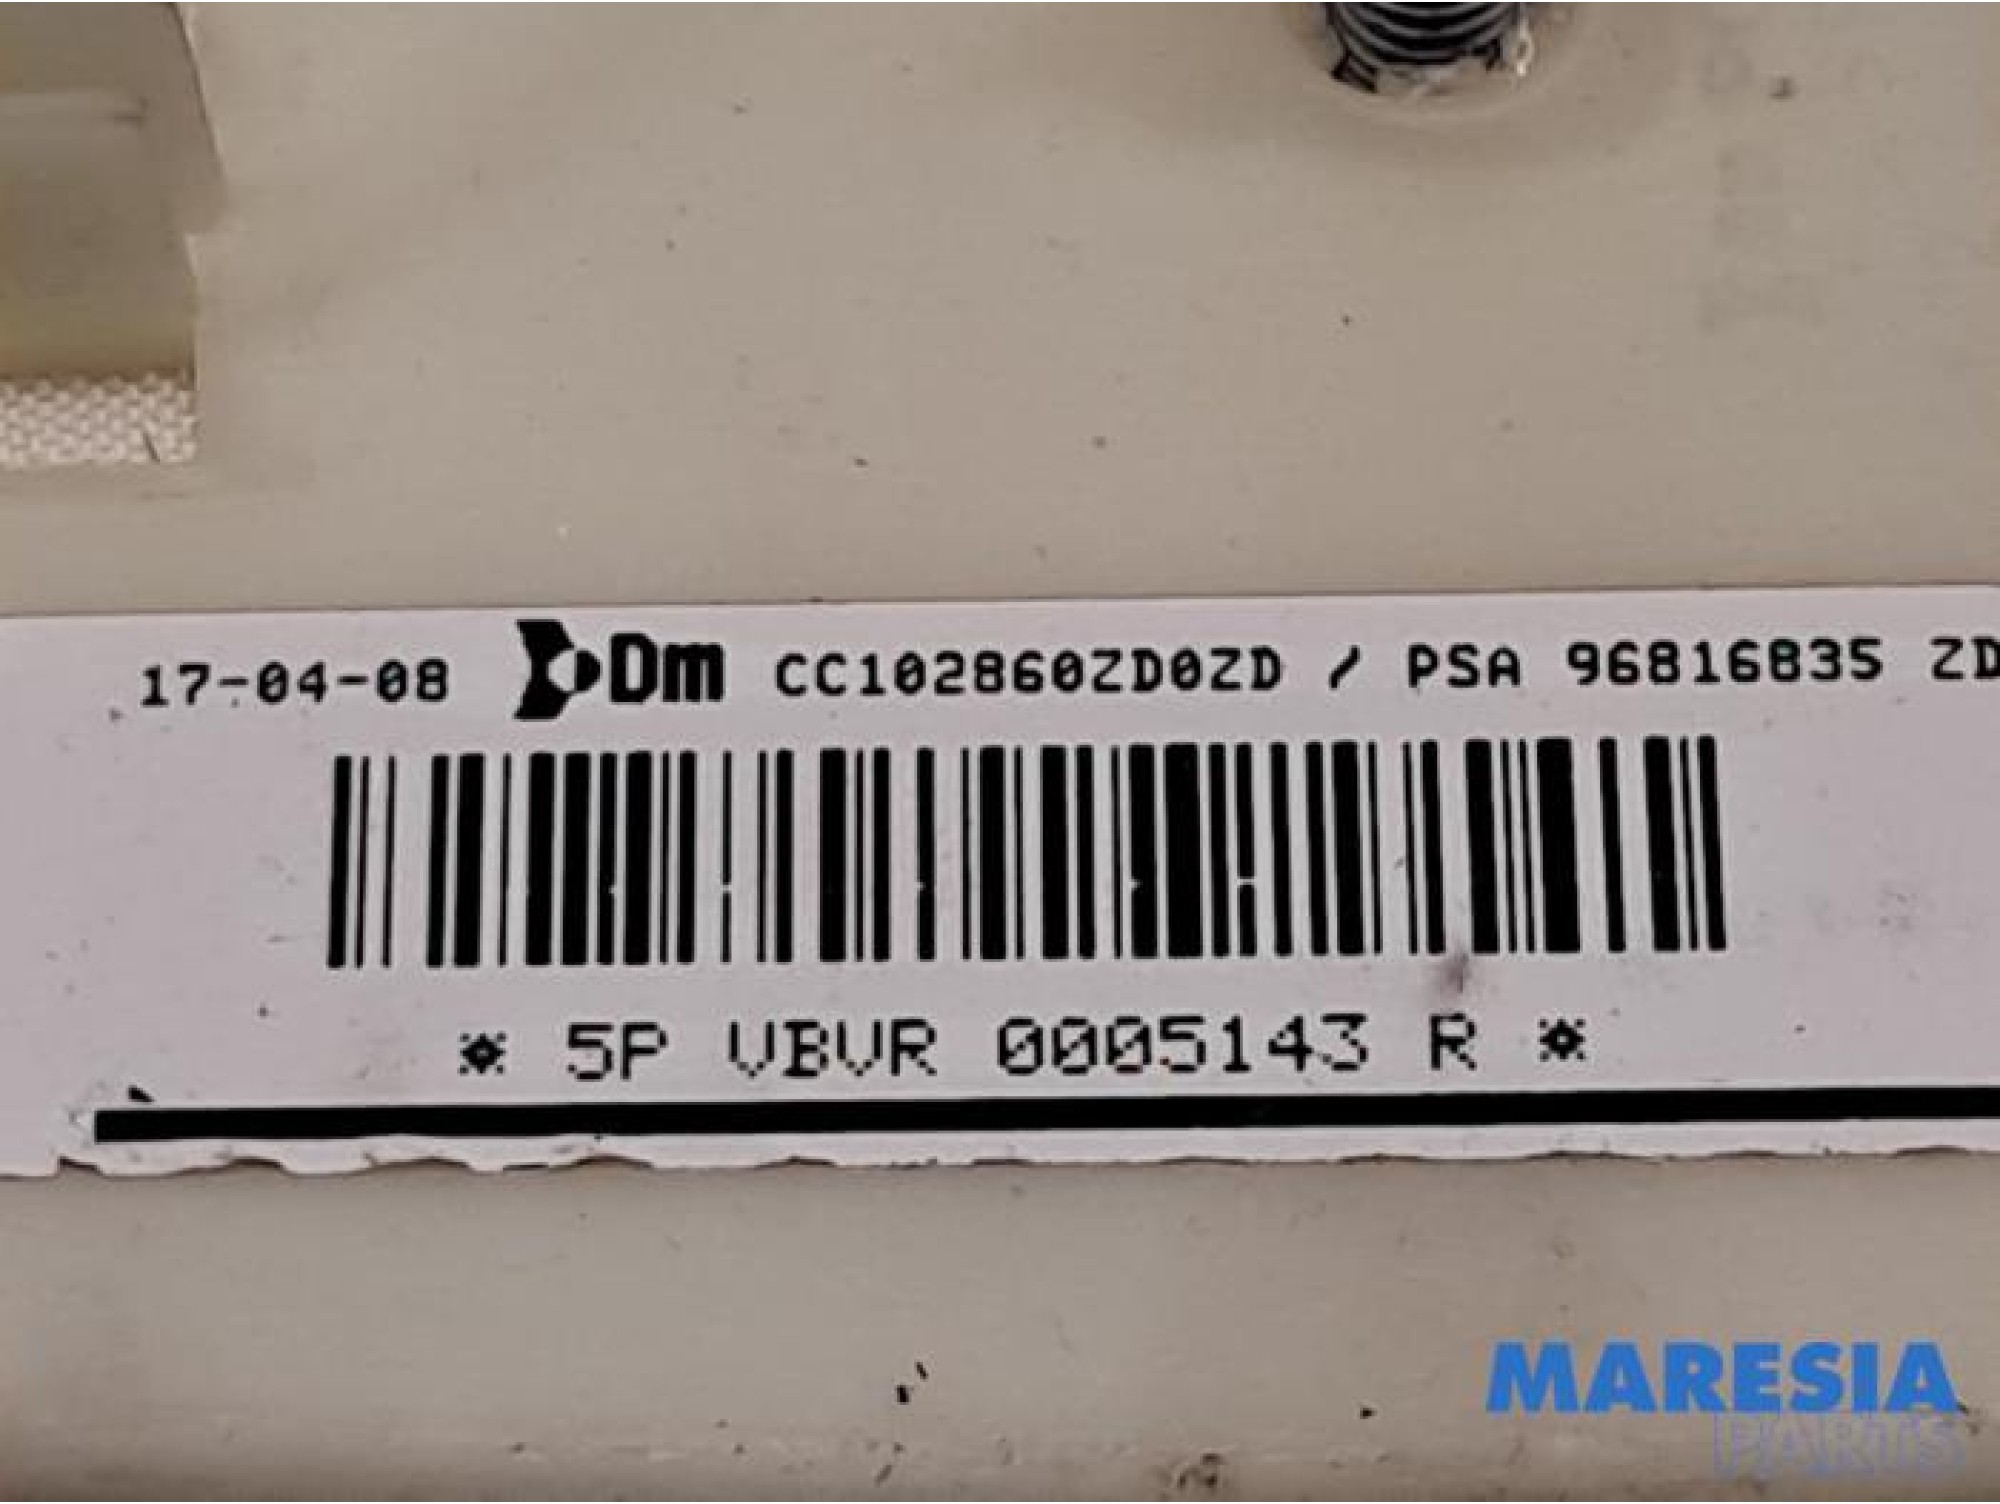 17-04-08 Dm CC102860ZD0ZD / PSA 96816835 ZD
* 5P VBVR 0005143 R *
MARESIA
PARTS